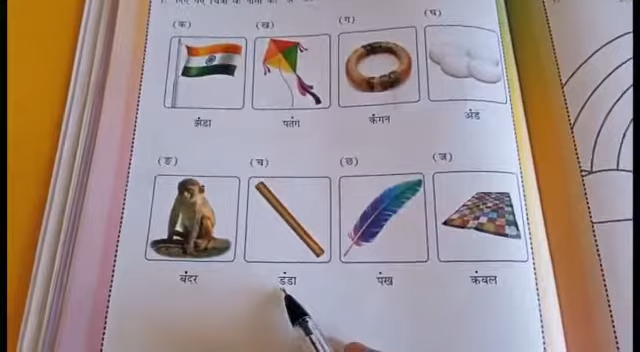 (क) (ख) (ग) (घ)
झंडा पतंग कंगन अंड
(ङ) (च) (छ) (ज)
बंदर डंडा पंख कंबल